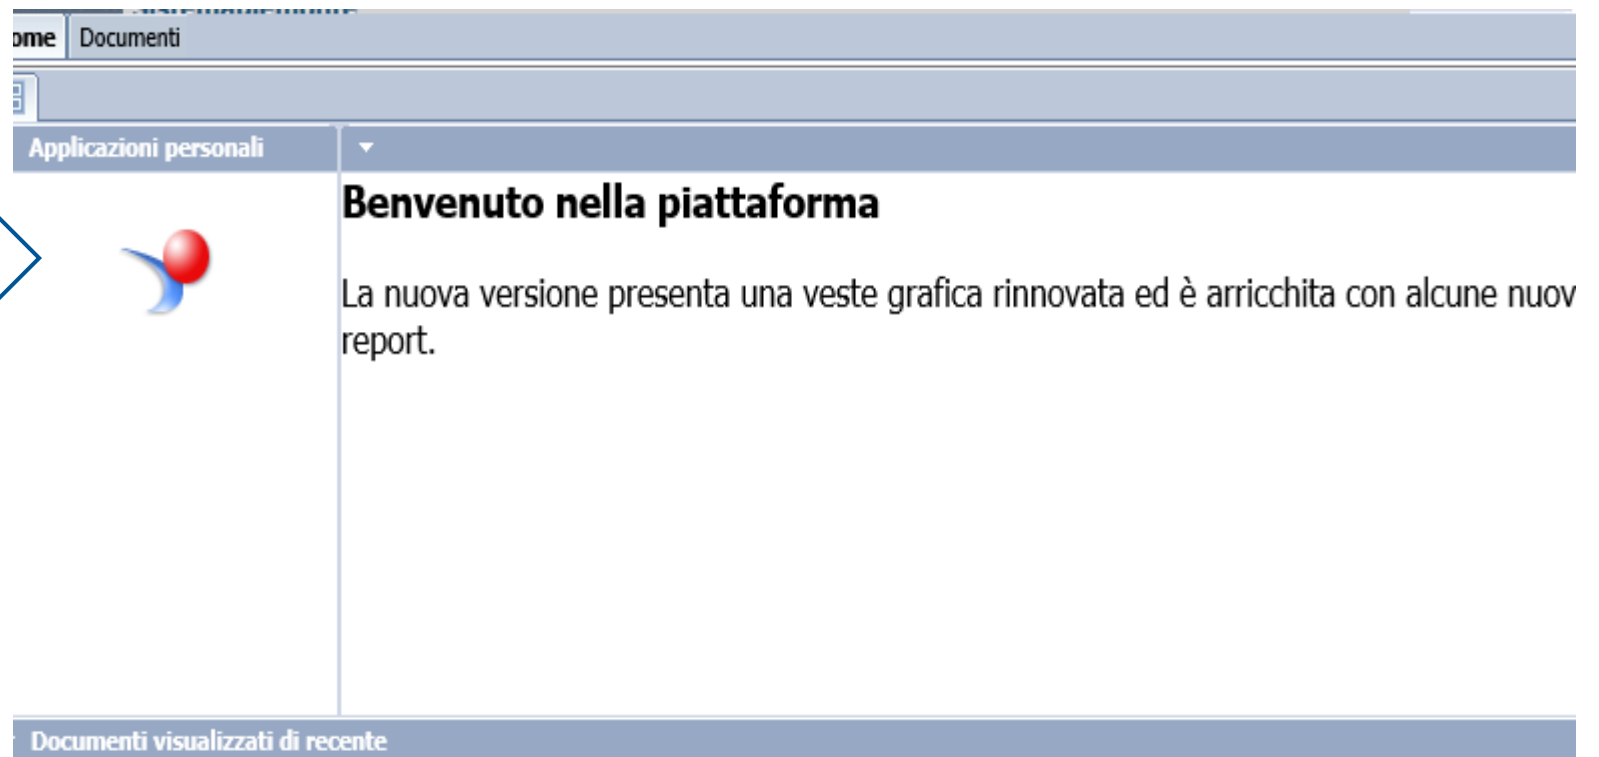 ome Documenti
Applicazioni personali
Benvenuto nella piattaforma
La nuova versione presenta una veste grafica rinnovata ed è arricchita con alcune nuov
report.
Documenti visualizzati di recente